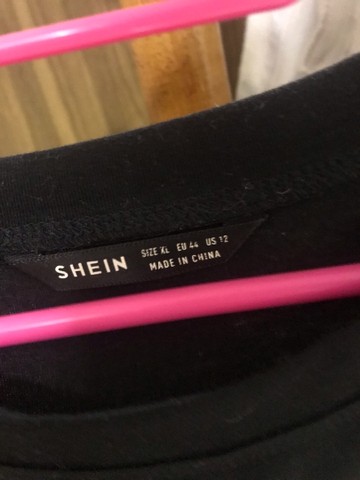 SHEIN
SIZE XL EU 44 US 12
MADE IN CHINA